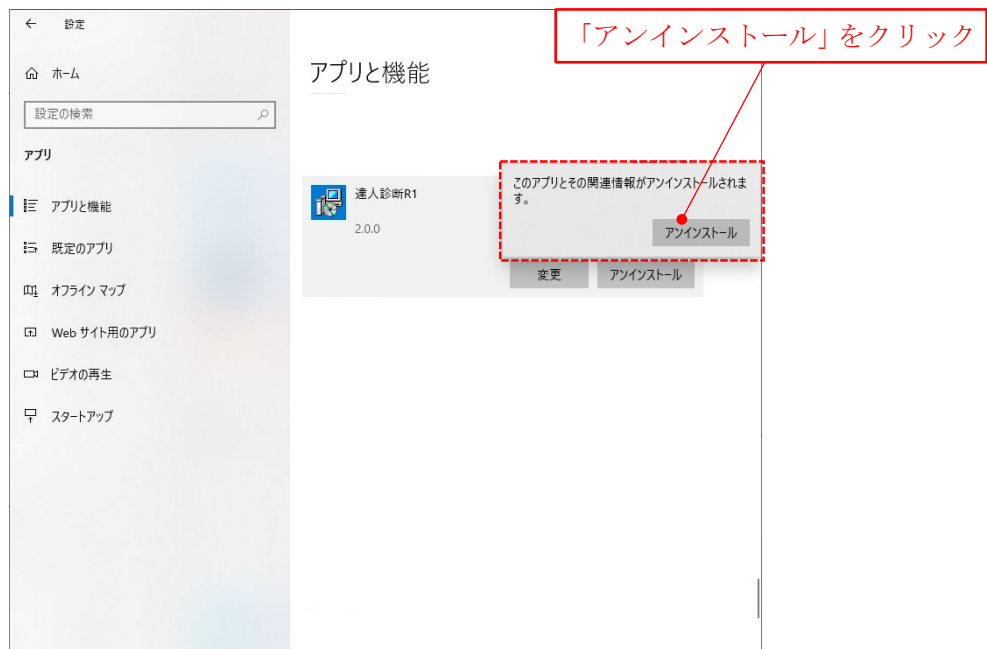 設定
「アンインストール」をクリック
ホーム
設定の検索
アプリ
アプリと機能
既定のアプリ
オフライン マップ
Web サイト用のアプリ
ビデオの再生
スタートアップ
アプリと機能
達人診断R1
2.0.0
このアプリとその関連情報がアンインストールされま
す。
アンインストール
変更
アンインストール